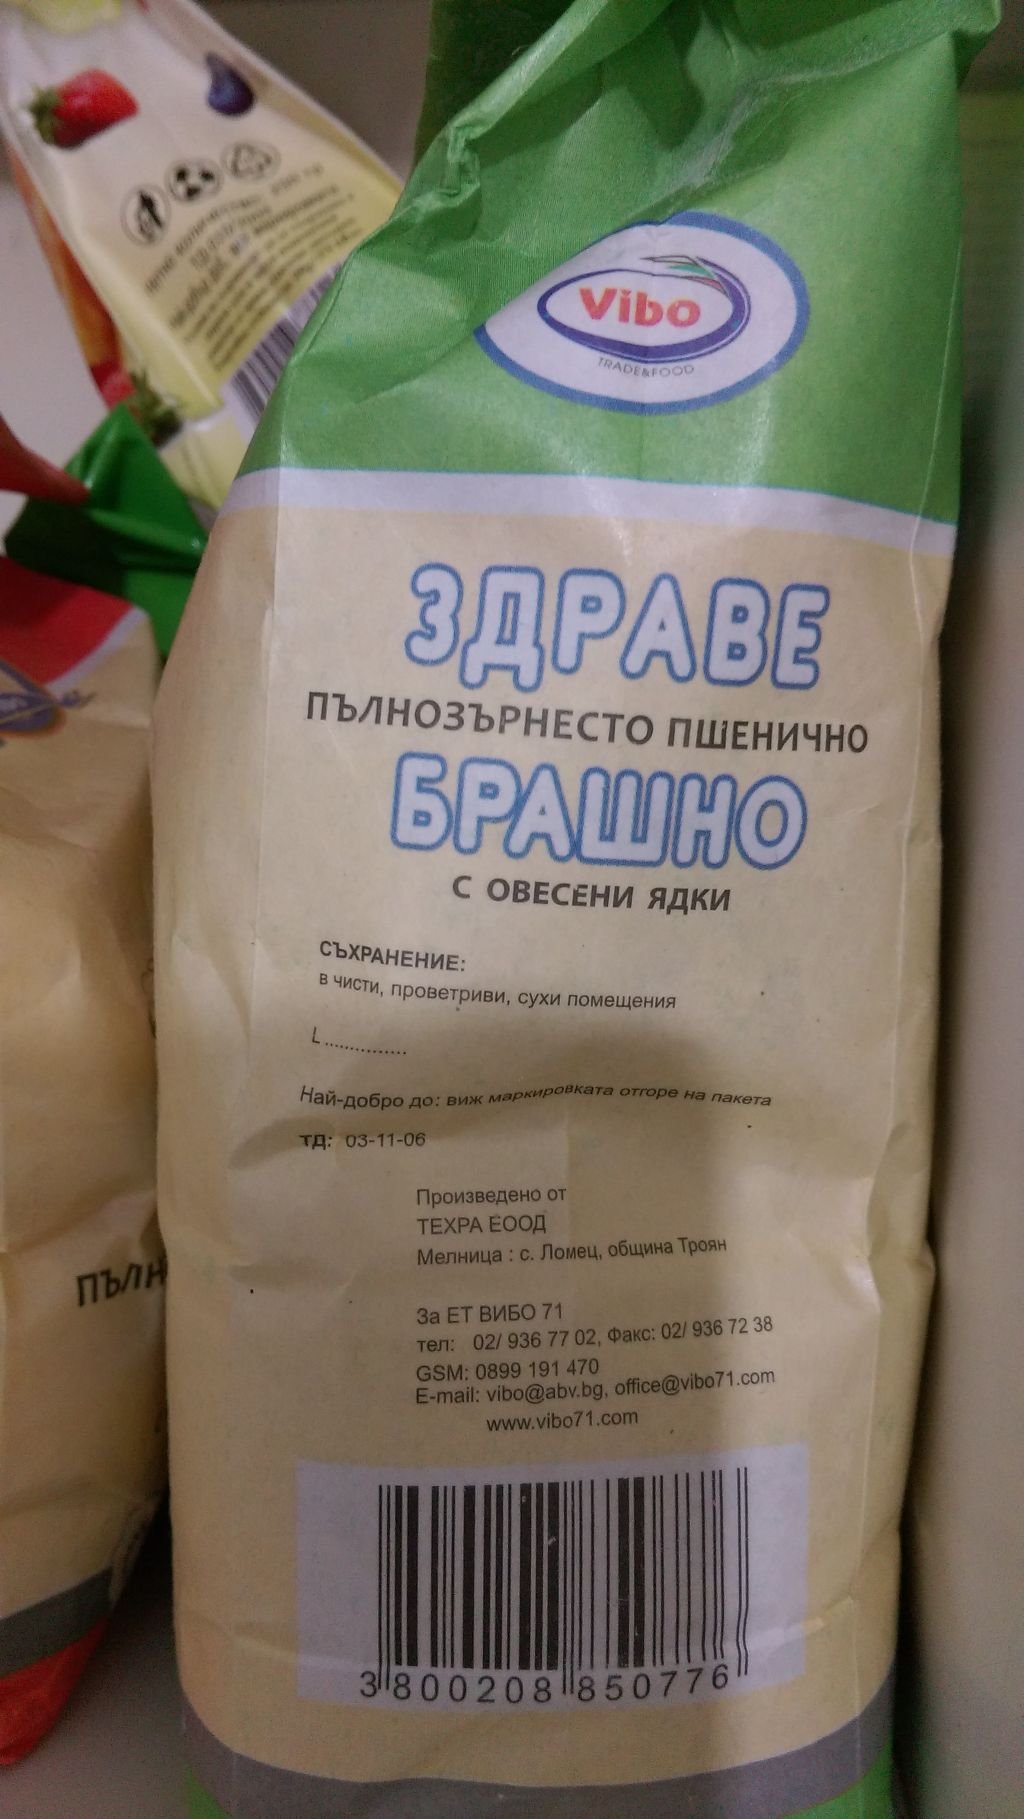 Vibo
TRADE&FOOD
ЗДРАВЕ
ПЪЛНОЗЪРНЕСТО ПШЕНИЧНО
БРАШНО
С ОВЕСЕНИ ЯДКИ
СЪХРАНЕНИЕ:
в чисти, проветриви, сухи помещения
L..............
Най-добро до: виж маркировката отгоре на пакета
ТД: 03-11-06
Произведено от
ТЕХРА ЕООД
Мелница : с. Ломец, община Троян
За ЕТ ВИБО 71
тел: 02/ 936 77 02, Факс: 02/ 936 72 38
GSM: 0899 191 470
E-mail: vibo@abv.bg, office@vibo71.com
www.vibo71.com
3 800208 850776
ПЪЛН